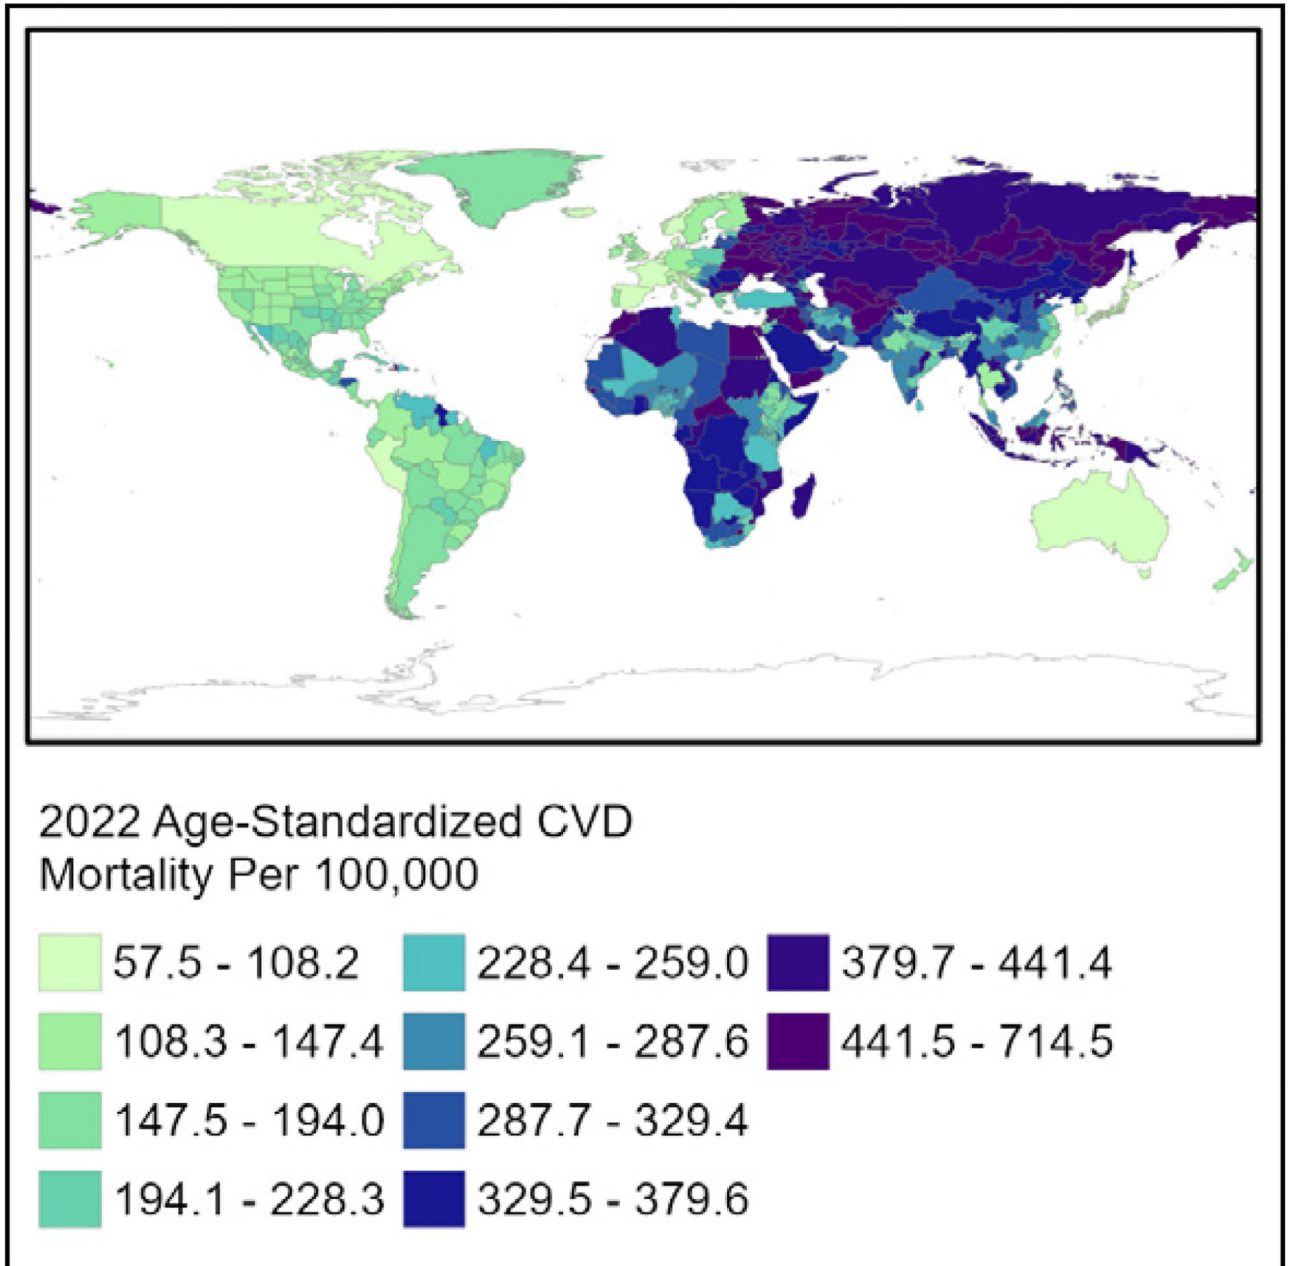 2022 Age-Standardized CVD
Mortality Per 100,000
57.5 - 108.2
108.3 - 147.4
147.5 - 194.0
194.1 - 228.3
228.4 - 259.0
259.1 - 287.6
287.7 - 329.4
329.5 - 379.6
379.7 - 441.4
441.5 - 714.5